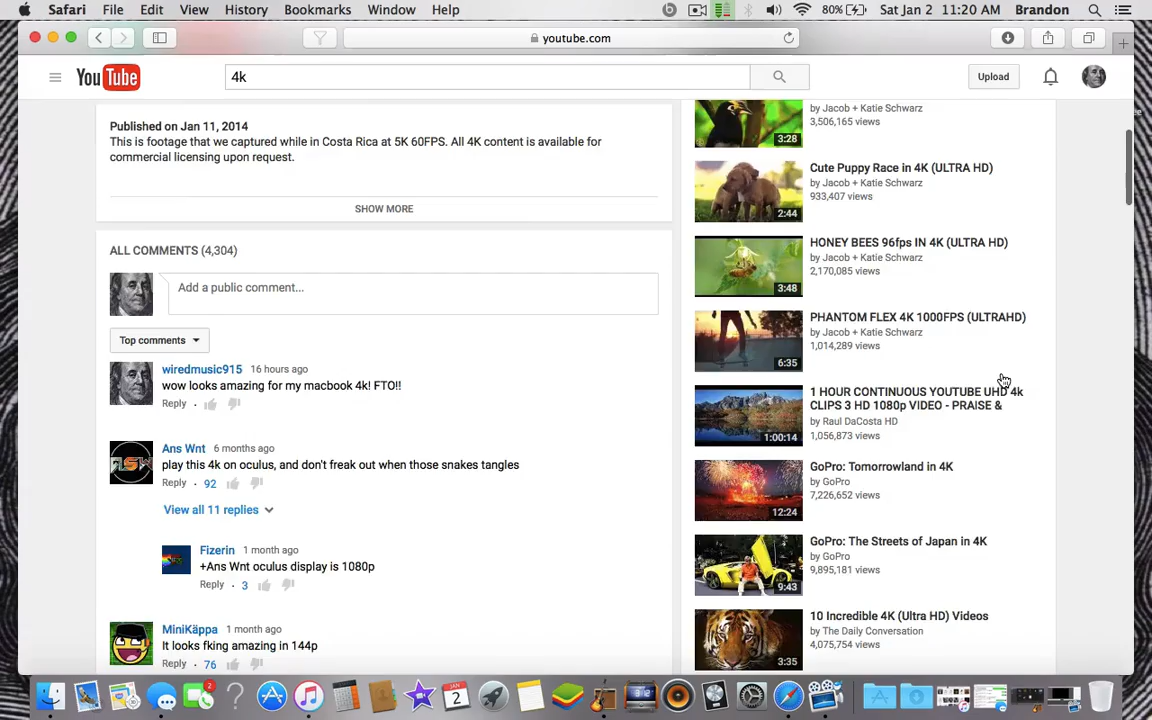 Safari File Edit View History Bookmarks Window Help 80% Sat Jan 2 11:20 AM Brandon
youtube.com
YouTube 4k Upload
Published on Jan 11, 2014
This is footage that we captured while in Costa Rica at 5K 60FPS. All 4K content is available for
commercial licensing upon request.
SHOW MORE
ALL COMMENTS (4,304)
Add a public comment...
Top comments
wiredmusic915 16 hours ago
wow looks amazing for my macbook 4k! FTO!!
Reply
Ans Wnt 6 months ago
play this 4k on oculus, and don't freak out when those snakes tangles
Reply 92
View all 11 replies
Fizerin 1 month ago
+Ans Wnt oculus display is 1080p
Reply 3
MiniKäppa 1 month ago
It looks fking amazing in 144p
Reply 76
by Jacob + Katie Schwarz
3,506,165 views
3:28
Cute Puppy Race in 4K (ULTRA HD)
by Jacob + Katie Schwarz
933,407 views
2:44
HONEY BEES 96fps IN 4K (ULTRA HD)
by Jacob + Katie Schwarz
2,170,085 views
3:48
PHANTOM FLEX 4K 1000FPS (ULTRAHD)
by Jacob + Katie Schwarz
1,014,289 views
6:35
1 HOUR CONTINUOUS YOUTUBE UHD 4k
CLIPS 3 HD 1080p VIDEO - PRAISE &
by Raul DaCosta HD
1,056,873 views
1:00:14
GoPro: Tomorrowland in 4K
by GoPro
7,226,652 views
12:24
GoPro: The Streets of Japan in 4K
by GoPro
9,895,181 views
9:43
10 Incredible 4K (Ultra HD) Videos
by The Daily Conversation
4,075,754 views
3:35
2